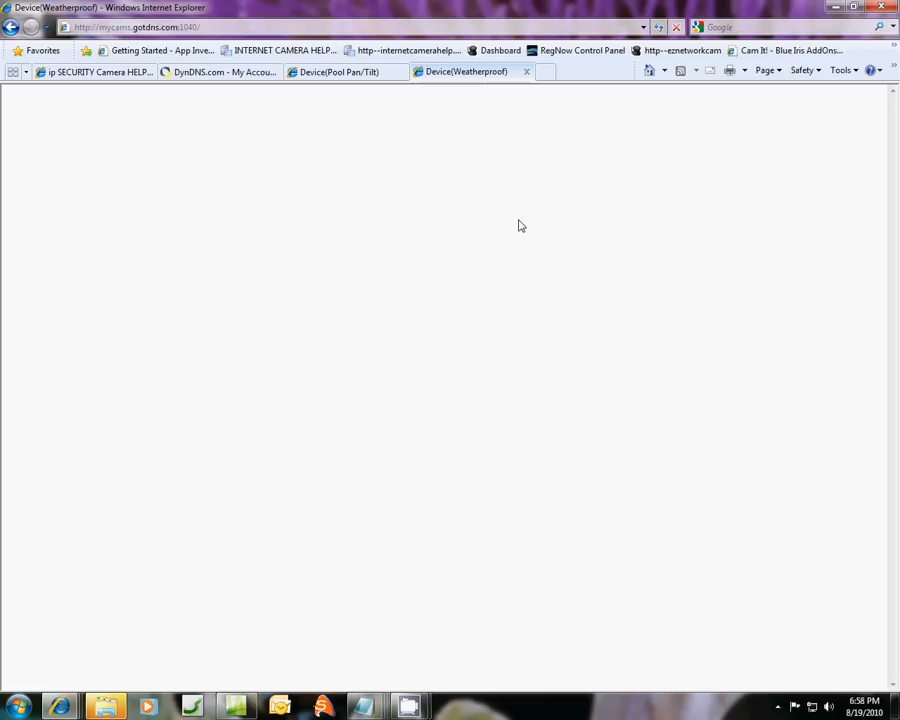 Device(Weatherproof) - Windows Internet Explorer
http://mycams.gotdns.com:1040/
Google
Favorites
Getting Started - App Inve...
INTERNET CAMERA HELP...
http--internetcamerahelp....
Dashboard
RegNow Control Panel
http--eznetworkcam
Cam It! - Blue Iris AddOns...
ip SECURITY Camera HELP...
DynDNS.com - My Accou...
Device(Pool Pan/Tilt)
Device(Weatherproof)
Page
Safety
Tools
6:58 PM
8/19/2010